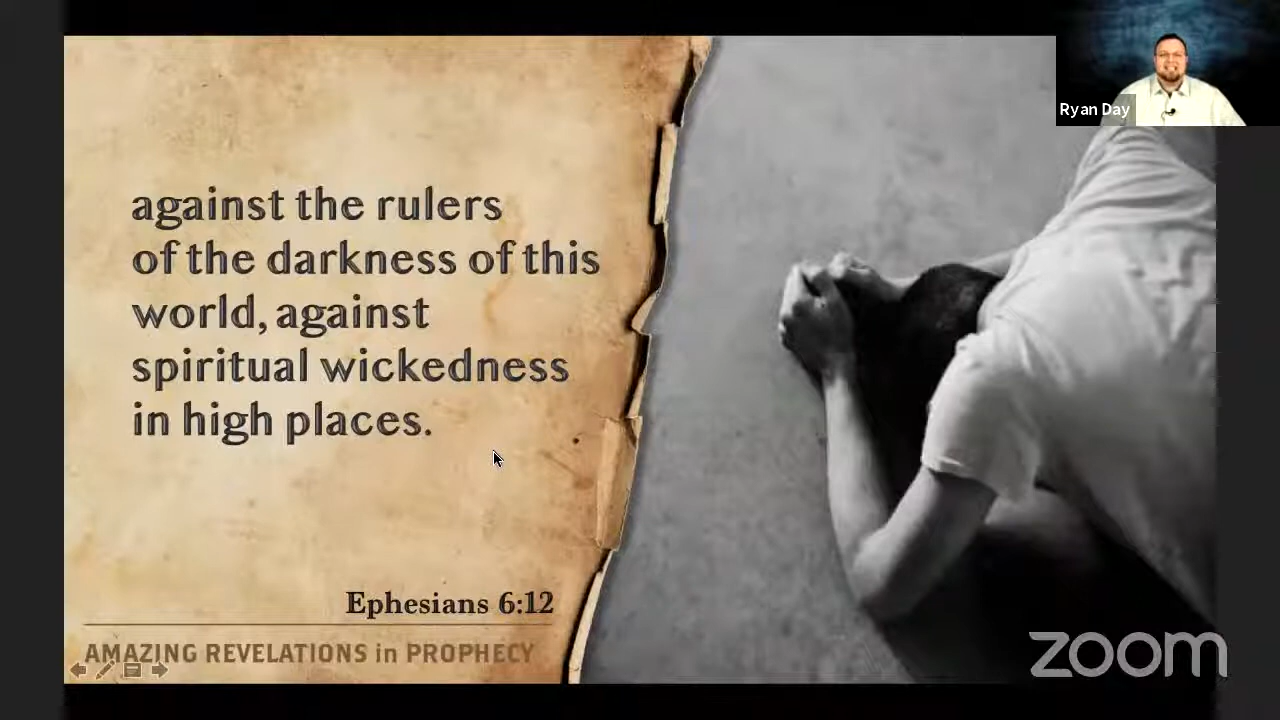 Ryan Day
against the rulers
of the darkness of this
world, against
spiritual wickedness
in high places.
Ephesians 6:12
AMAZING REVELATIONS in PROPHECY
zoom